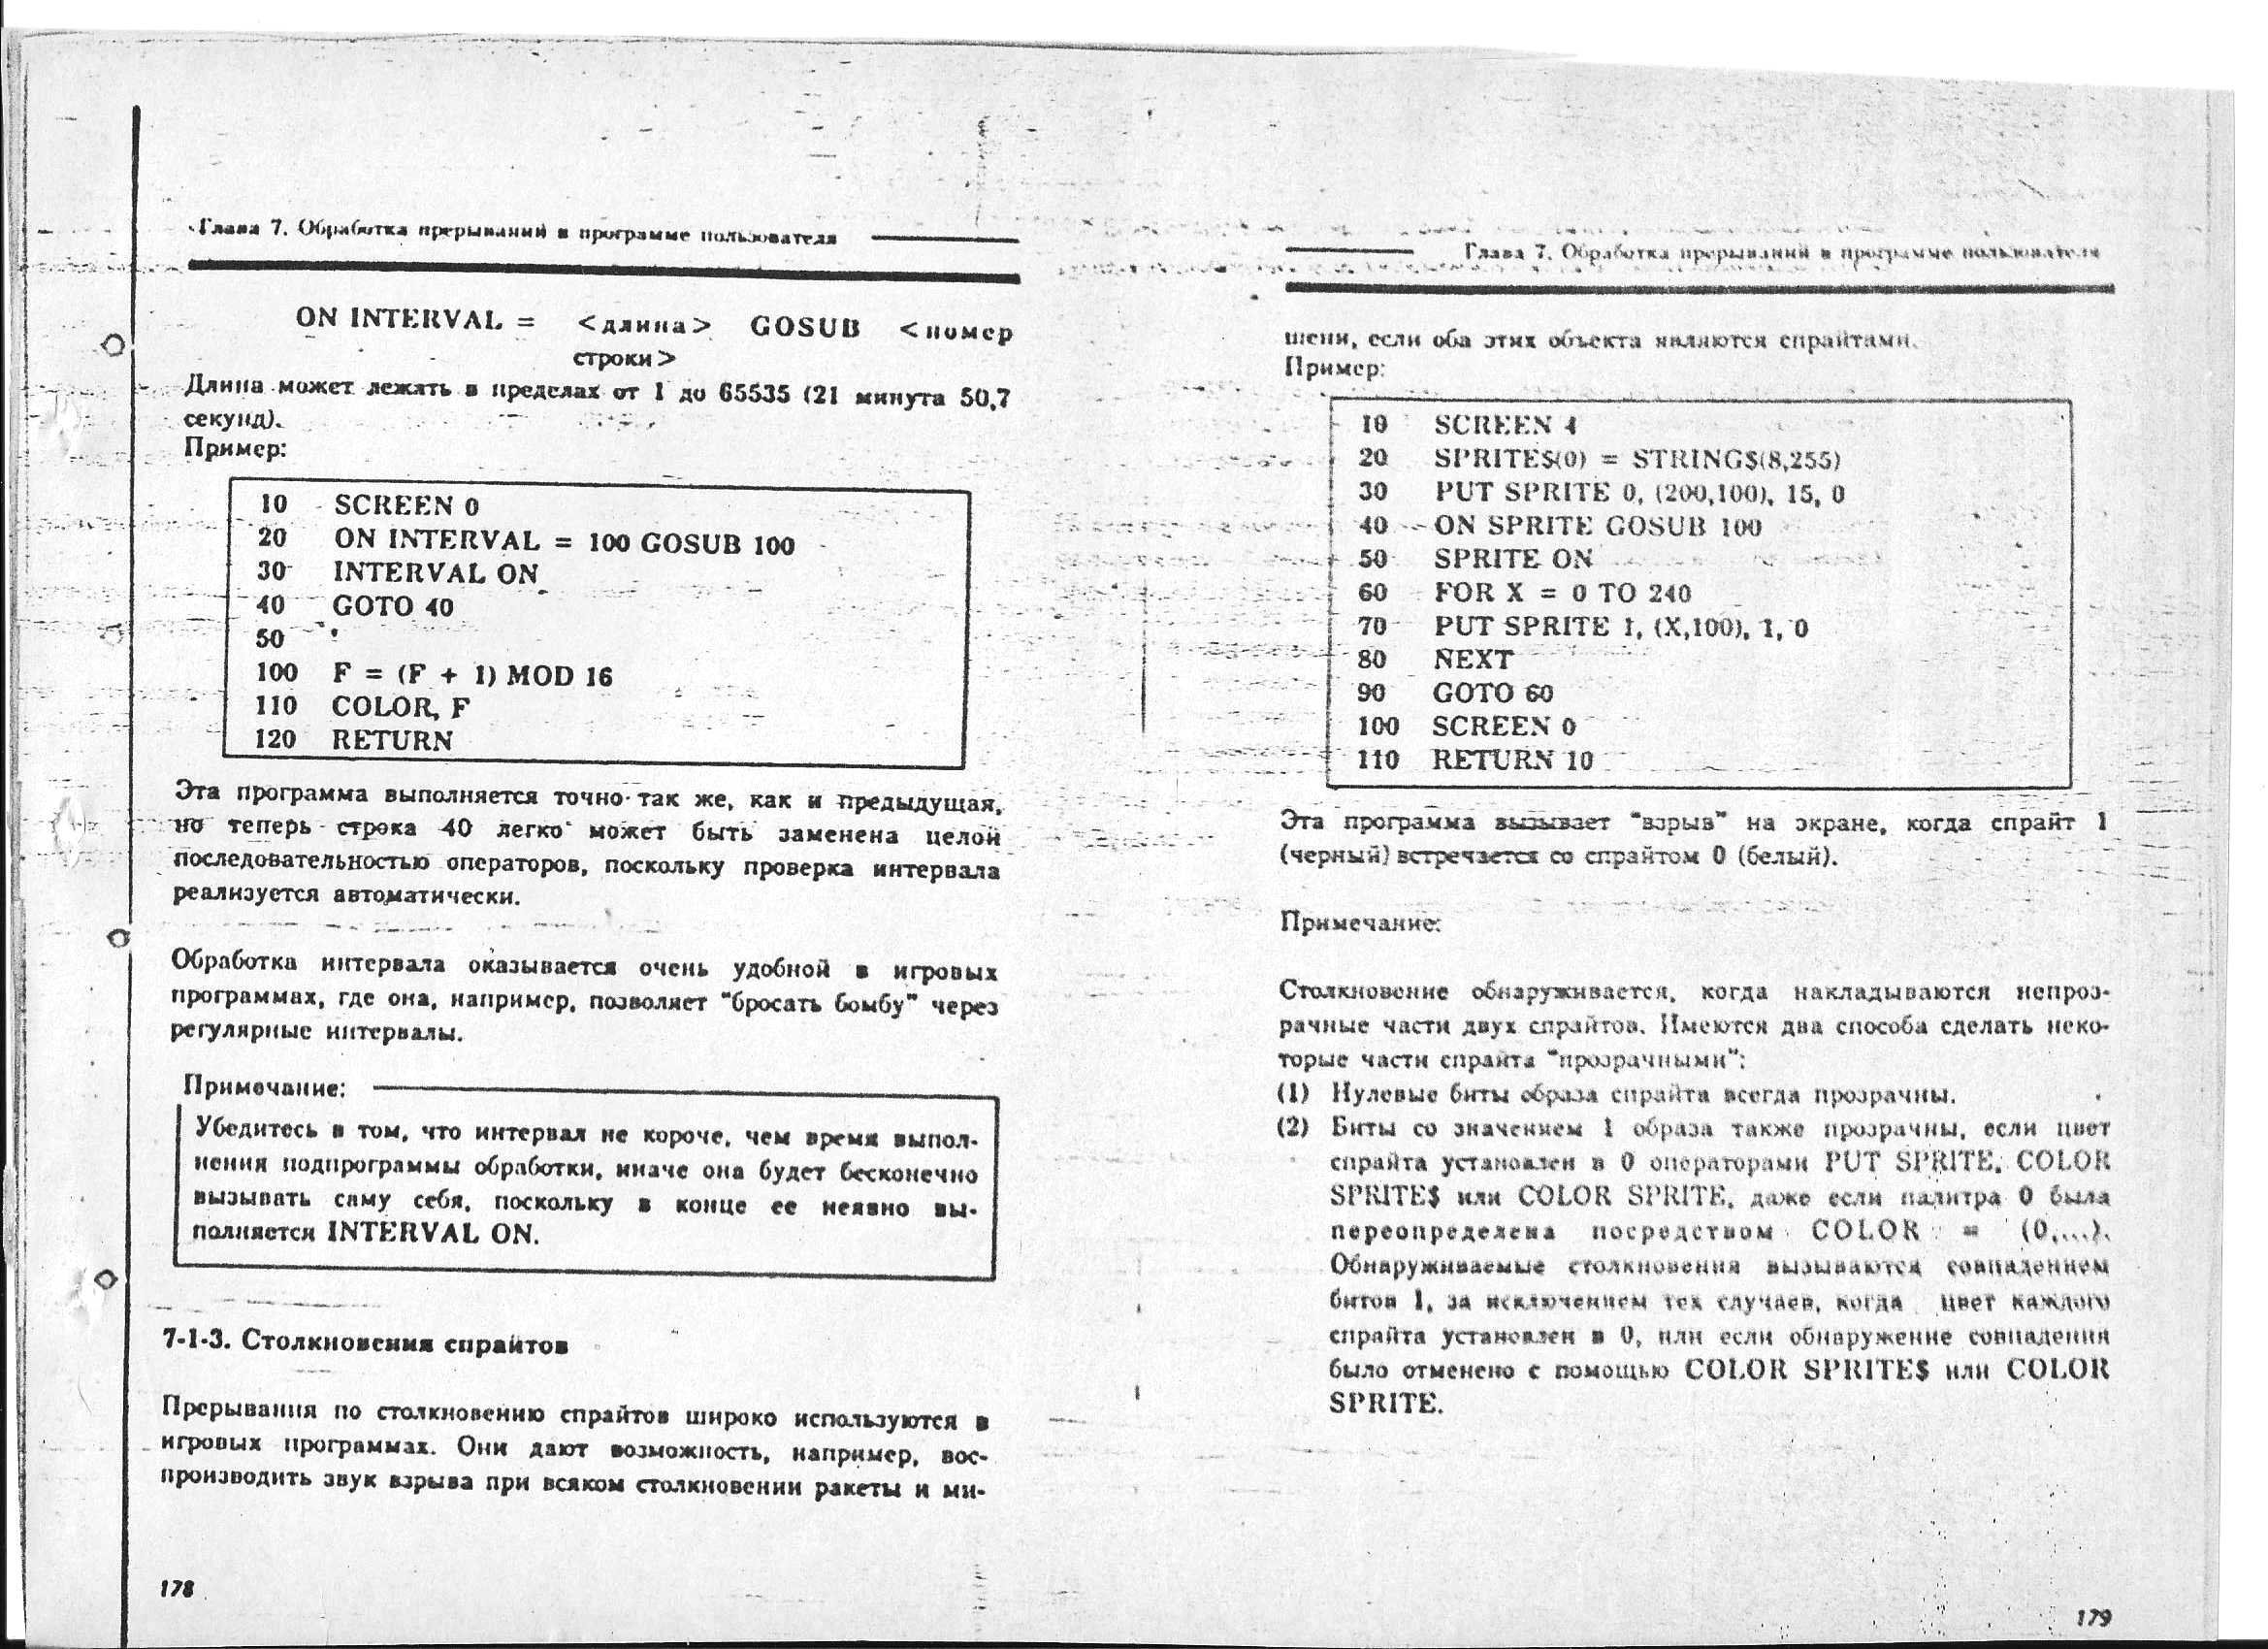 Глава 7. Обработка прерываний в программе пользователя
ON INTERVAL = <длина> GOSUB <номер
строки>
Длина может лежать в пределах от 1 до 65535 (21 минута 50,7
секунд).
Пример:
10 SCREEN 0
20 ON INTERVAL = 100 GOSUB 100
30 INTERVAL ON
40 GOTO 40
50 '
100 F = (F + 1) MOD 16
110 COLOR, F
120 RETURN
Эта программа выполняется точно так же, как и предыдущая,
но теперь строка 40 легко может быть заменена целой
последовательностью операторов, поскольку проверка интервала
реализуется автоматически.
Обработка интервала оказывается очень удобной в игровых
программах, где она, например, позволяет "бросать бомбу" через
регулярные интервалы.
Примечание:
Убедитесь в том, что интервал не короче, чем время выпол-
нения подпрограммы обработки, иначе она будет бесконечно
вызывать саму себя, поскольку в конце ее неявно вы-
полняется INTERVAL ON.
7-1-3. Столкновения спрайтов
Прерывания по столкновению спрайтов широко используются в
игровых программах. Они дают возможность, например, вос-
производить звук взрыва при всяком столкновении ракеты и ми-
178
Глава 7. Обработка прерываний в программе пользователя
шени, если оба этих объекта являются спрайтами.
Пример:
10 SCREEN 4
20 SPRITE$(0) = STRING$(8,255)
30 PUT SPRITE 0, (200,100), 15, 0
40 ON SPRITE GOSUB 100
50 SPRITE ON
60 FOR X = 0 TO 240
70 PUT SPRITE 1, (X,100), 1, 0
80 NEXT
90 GOTO 60
100 SCREEN 0
110 RETURN 10
Эта программа вызывает "взрыв" на экране, когда спрайт 1
(черный) встречается со спрайтом 0 (белый).
Примечание:
Столкновение обнаруживается, когда накладываются непроз-
рачные части двух спрайтов. Имеются два способа сделать неко-
торые части спрайта "прозрачными":
(1) Нулевые биты образа спрайта всегда прозрачны.
(2) Биты со значением 1 образа также прозрачны, если цвет
спрайта установлен в 0 операторами PUT SPRITE, COLOR
SPRITE$ или COLOR SPRITE, даже если палитра 0 была
переопределена посредством COLOR = (0,...).
Обнаруживаемые столкновения вызываются совпадением
битов 1, за исключением тех случаев, когда цвет каждого
спрайта установлен в 0, или если обнаружение совпадения
было отменено с помощью COLOR SPRITE$ или COLOR
SPRITE.
179